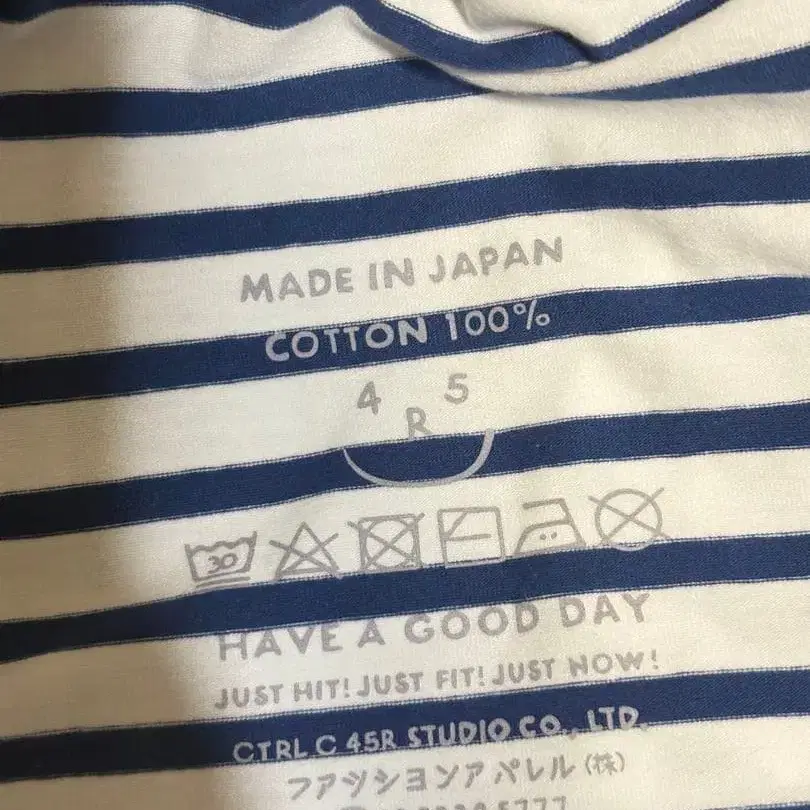 MADE IN JAPAN
COTTON 100%
4 5
R
30
HAVE A GOOD DAY
JUST HIT! JUST FIT! JUST NOW!
CTRL C 45R STUDIO CO., LTD.
ファッションアパレル(株)